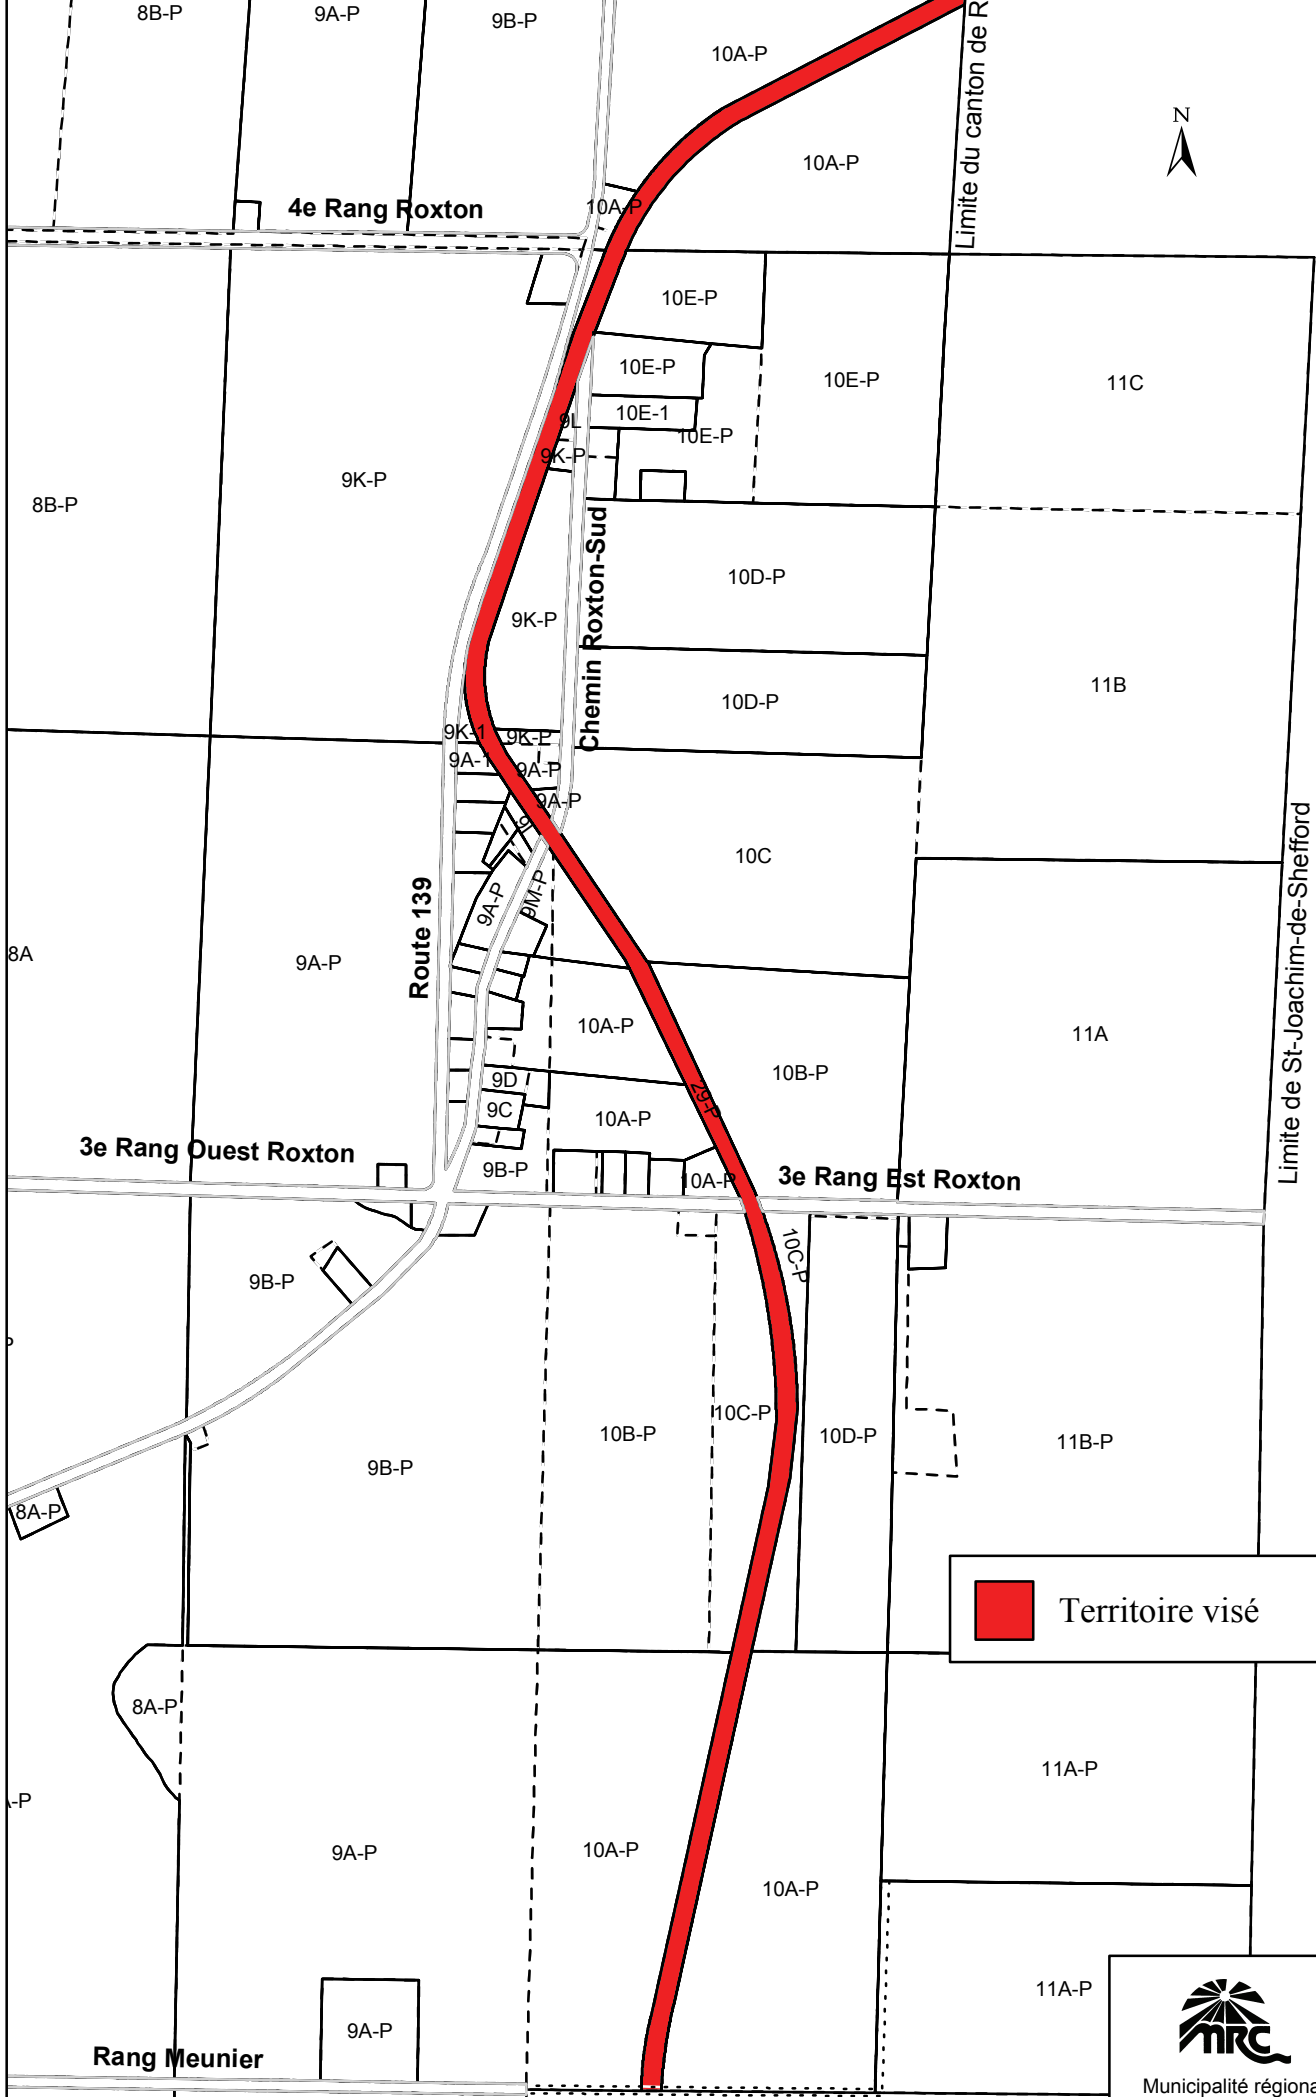 8B-P
9A-P
9B-P
10A-P
Limite du canton de R
N
10A-P
4e Rang Roxton
10A-P
10E-P
10E-P
10E-P
11C
10E-1
9L
10E-P
9K-P
9K-P
8B-P
Chemin Roxton-Sud
10D-P
9K-P
11B
10D-P
9K-1
9K-P
9A-1
9A-P
9A-P
10C
Limite de St-Joachim-de-Shefford
Route 139
9A-P
9M-P
8A
9A-P
10A-P
11A
10B-P
9D
29-P
9C
10A-P
3e Rang Ouest Roxton
9B-P
10A-P
3e Rang Est Roxton
10C-P
9B-P
10C-P
10B-P
10D-P
11B-P
9B-P
8A-P
Territoire visé
8A-P
11A-P
-P
9A-P
10A-P
10A-P
11A-P
9A-P
MRC
Rang Meunier
Municipalité régiona